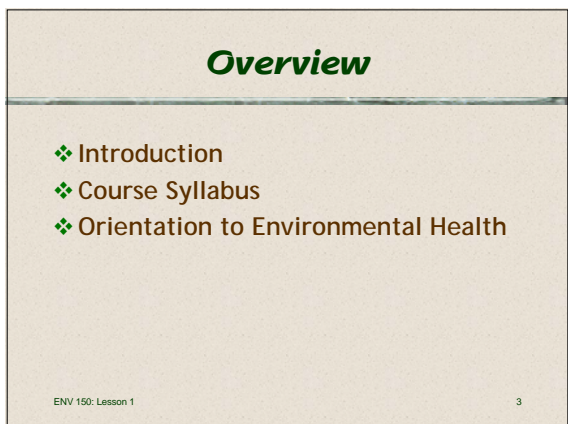 Overview
❖ Introduction
❖ Course Syllabus
❖ Orientation to Environmental Health
ENV 150: Lesson 1 3